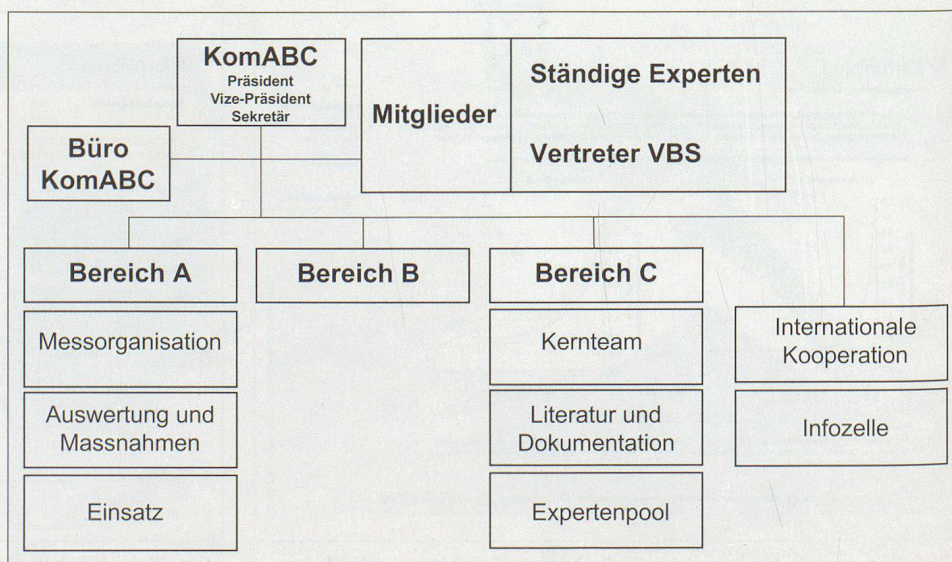 KomABC
Präsident
Vize-Präsident
Sekretär
Mitglieder
Ständige Experten
Vertreter VBS
Büro
KomABC
Bereich A
Messorganisation
Auswertung und
Massnahmen
Einsatz
Bereich B
Bereich C
Kernteam
Literatur und
Dokumentation
Expertenpool
Internationale
Kooperation
Infozelle